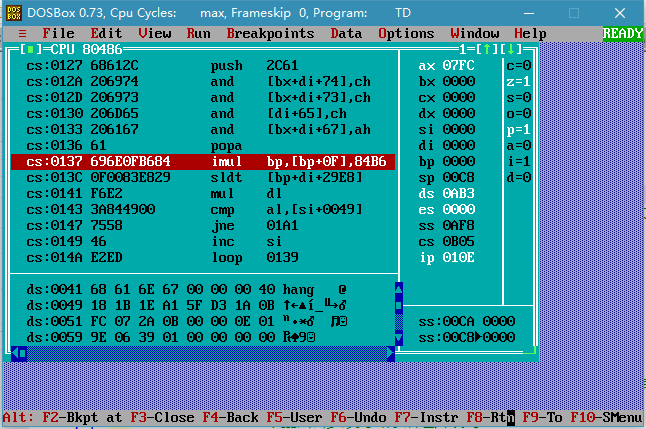 DOSBox 0.73, Cpu Cycles: max, Frameskip 0, Program: TD
≡ File Edit View Run Breakpoints Data Options Window Help READY
[■]=CPU 80486 1=[↑][↓]
cs:0127 68612C push 2C61
cs:012A 206974 and [bx+di+74],ch
cs:012D 206973 and [bx+di+73],ch
cs:0130 206D65 and [di+65],ch
cs:0133 206167 and [bx+di+67],ah
cs:0136 61 popa
cs:0137 696E0FB684 imul bp,[bp+0F],84B6
cs:013C 0F0083E829 sldt [bp+di+29E8]
cs:0141 F6E2 mul dl
cs:0143 3A844900 cmp al,[si+0049]
cs:0147 7558 jne 01A1
cs:0149 46 inc si
cs:014A E2ED loop 0139
ax 07FC c=0
bx 0000 z=1
cx 0000 s=0
dx 0000 o=0
si 0000 p=1
di 0000 a=0
bp 0000 i=1
sp 00C8 d=0
ds 0AB3
es 0000
ss 0AF8
cs 0B05
ip 010E
ds:0041 68 61 6E 67 00 00 00 40 hang @
ds:0049 18 1B 1E A1 5F D3 1A 0B ↑←▲í_╙→♂
ds:0051 FC 07 2A 0B 00 00 0E 01
ds:0059 9E 06 39 01 00 00 00 00
ss:00CA 0000
ss:00C8►0000
Alt: F2-Bkpt at F3-Close F4-Back F5-User F6-Undo F7-Instr F8-Rtn F9-To F10-SMenu